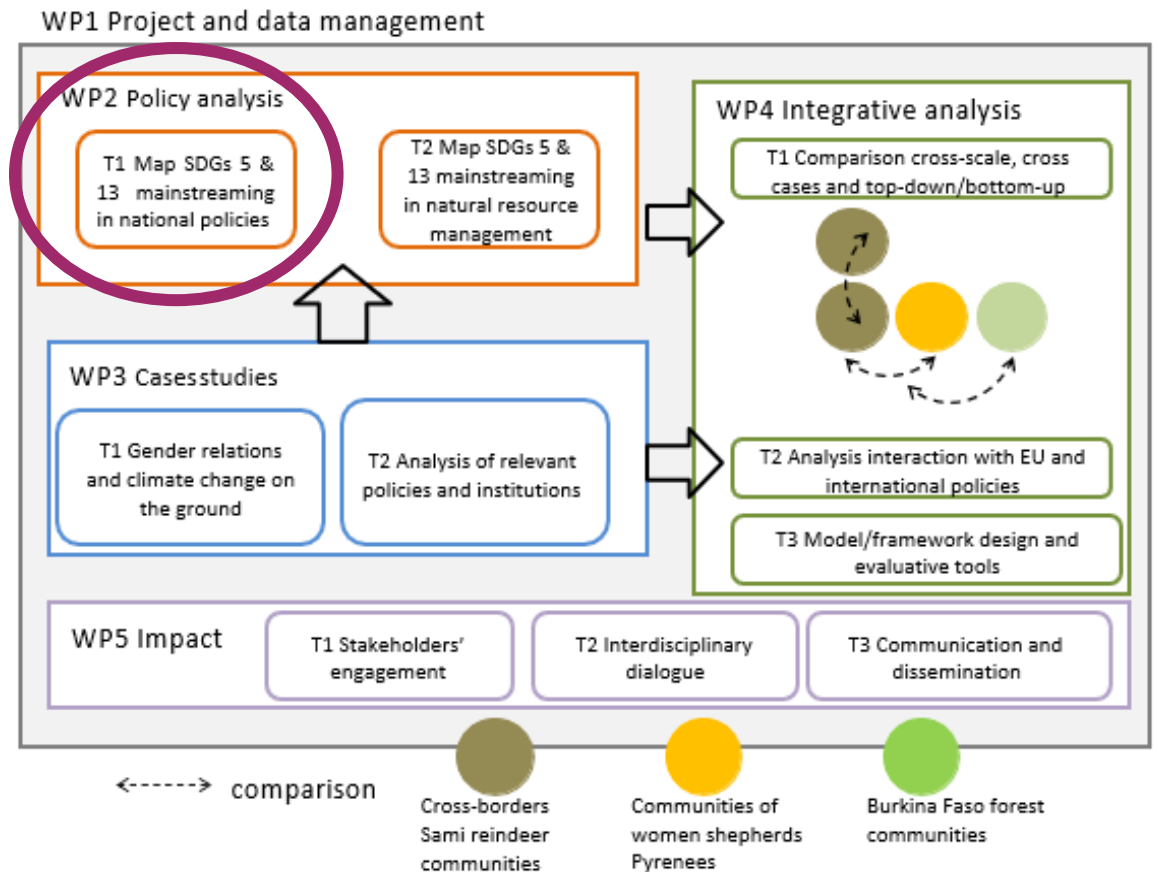 WP1 Project and data management
WP2 Policy analysis
T1 Map SDGs 5 &
13 mainstreaming
in national policies
T2 Map SDGs 5 &
13 mainstreaming
in natural resource
management
WP3 Casesstudies
T1 Gender relations
and climate change on
the ground
T2 Analysis of relevant
policies and institutions
WP4 Integrative analysis
T1 Comparison cross-scale, cross
cases and top-down/bottom-up
T2 Analysis interaction with EU and
international policies
T3 Model/framework design and
evaluative tools
WP5 Impact
T1 Stakeholders’
engagement
T2 Interdisciplinary
dialogue
T3 Communication and
dissemination
comparison
Cross-borders
Sami reindeer
communities
Communities of
women shepherds
Pyrenees
Burkina Faso forest
communities